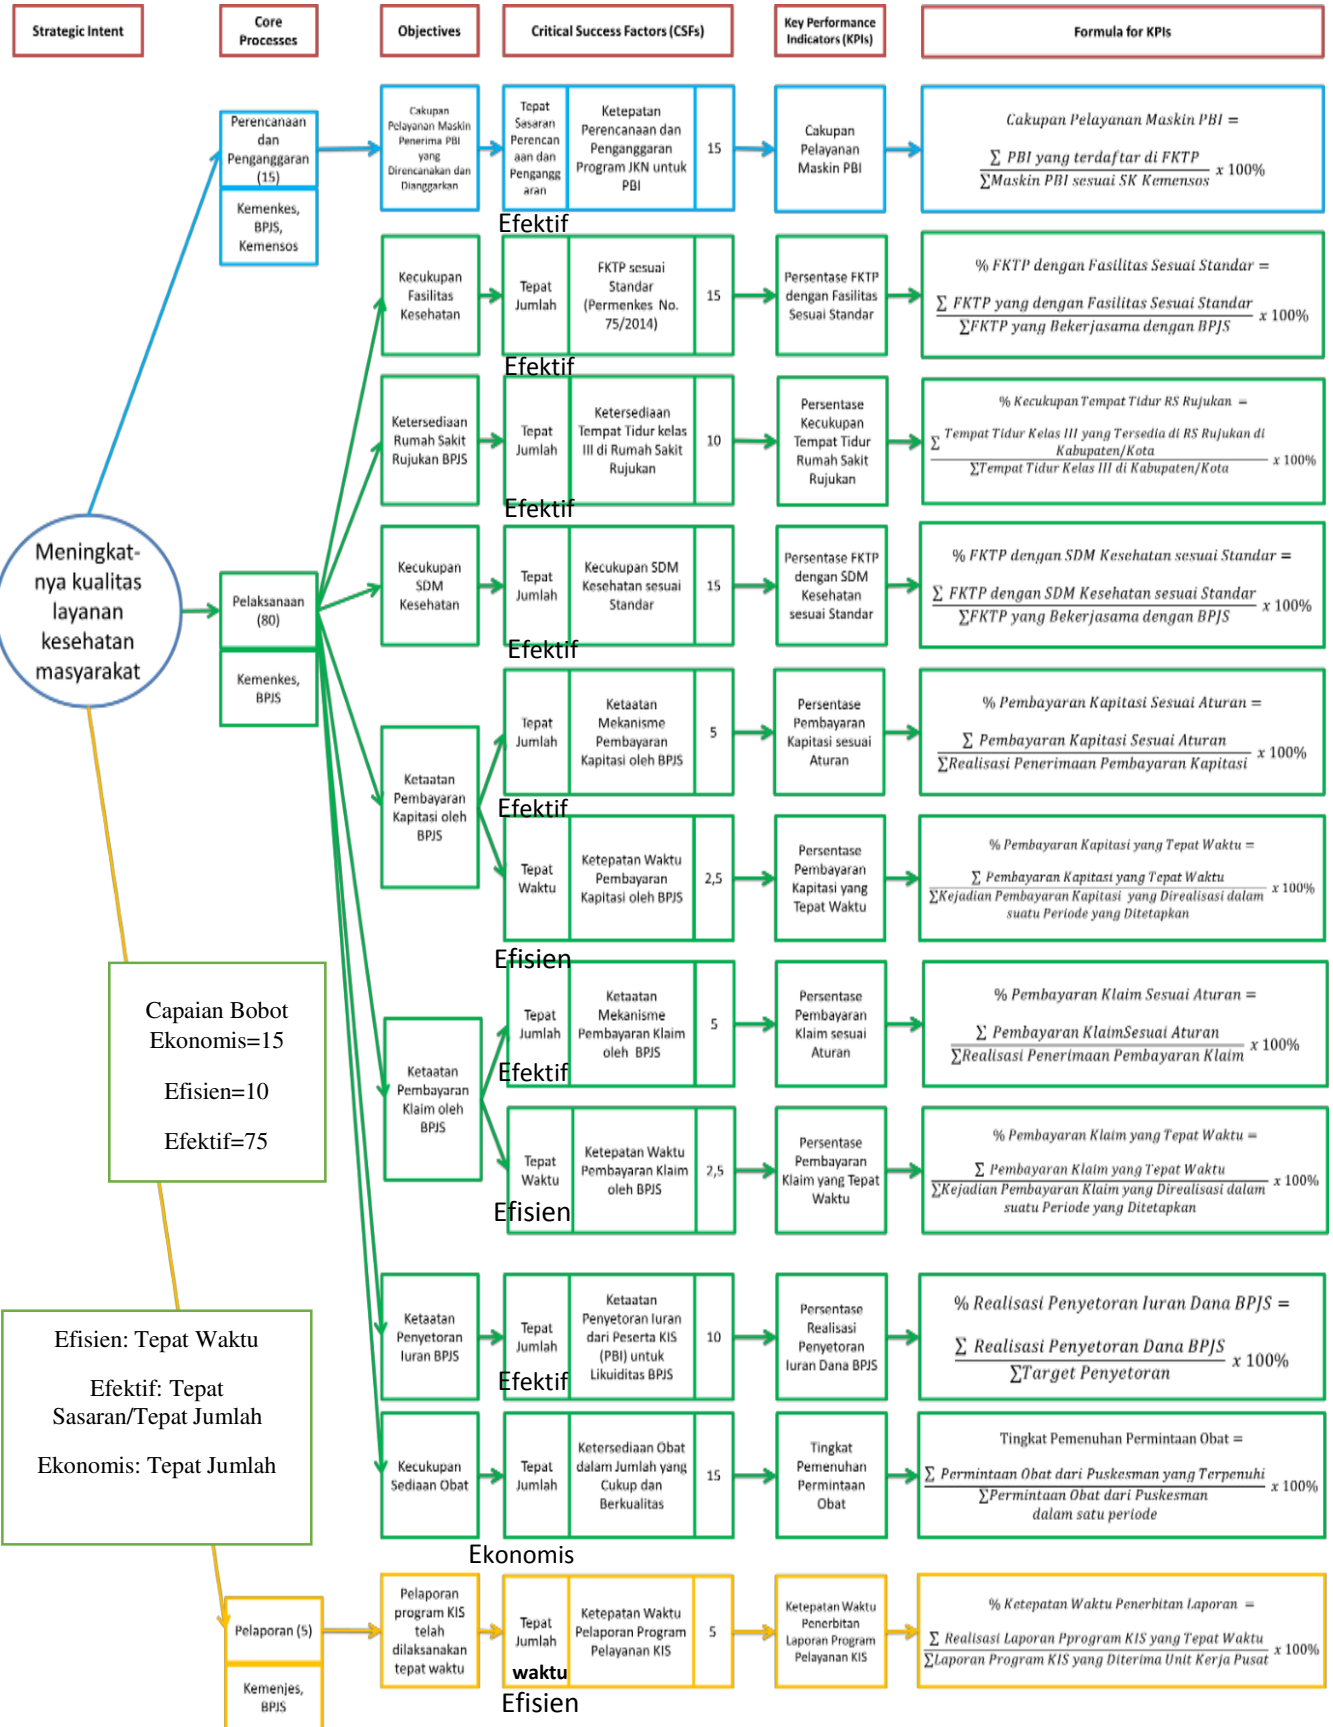 Strategic Intent
Core
Processes
Objectives
Critical Success Factors (CSFs)
Key Performance
Indicators (KPIs)
Formula for KPIs
Perencanaan
dan
Penganggaran
(15)
Kemenkes,
BPJS,
Kemensos
Cakupan
Pelayanan Maskin
Penerima PBI
yang
Direncanakan dan
Dianggarkan
Tepat
Sasaran
Perencan
aan dan
Pengangg
aran
Ketepatan
Perencanaan dan
Penganggaran
Program JKN untuk
PBI
15
Cakupan
Pelayanan
Maskin PBI
Cakupan Pelayanan Maskin PBI =
∑ PBI yang terdaftar di FKTP
∑Maskin PBI sesuai SK Kemensos x 100%
Efektif
Kecukupan
Fasilitas
Kesehatan
Tepat
Jumlah
FKTP sesuai
Standar
(Permenkes No.
75/2014)
15
Persentase FKTP
dengan Fasilitas
Sesuai Standar
% FKTP dengan Fasilitas Sesuai Standar =
∑ FKTP yang dengan Fasilitas Sesuai Standar
∑FKTP yang Bekerjasama dengan BPJS x 100%
Efektif
Ketersediaan
Rumah Sakit
Rujukan BPJS
Tepat
Jumlah
Ketersediaan
Tempat Tidur kelas
III di Rumah Sakit
Rujukan
10
Persentase
Kecukupan
Tempat Tidur
Rumah Sakit
Rujukan
% Kecukupan Tempat Tidur RS Rujukan =
∑ Tempat Tidur Kelas III yang Tersedia di RS Rujukan di
Kabupaten/Kota
∑Tempat Tidur Kelas III di Kabupaten/Kota x 100%
Efektif
Meningkat-
nya kualitas
layanan
kesehatan
masyarakat
Pelaksanaan
(80)
Kemenkes,
BPJS
Kecukupan
SDM
Kesehatan
Tepat
Jumlah
Kecukupan SDM
Kesehatan sesuai
Standar
15
Persentase FKTP
dengan SDM
Kesehatan
sesuai Standar
% FKTP dengan SDM Kesehatan sesuai Standar =
∑ FKTP dengan SDM Kesehatan sesuai Standar
∑FKTP yang Bekerjasama dengan BPJS x 100%
Efektif
Ketaatan
Pembayaran
Kapitasi oleh
BPJS
Tepat
Jumlah
Ketaatan
Mekanisme
Pembayaran
Kapitasi oleh BPJS
5
Persentase
Pembayaran
Kapitasi sesuai
Aturan
% Pembayaran Kapitasi Sesuai Aturan =
∑ Pembayaran Kapitasi Sesuai Aturan
∑Realisasi Penerimaan Pembayaran Kapitasi x 100%
Efektif
Tepat
Waktu
Ketepatan Waktu
Pembayaran
Kapitasi oleh BPJS
2,5
Persentase
Pembayaran
Kapitasi yang
Tepat Waktu
% Pembayaran Kapitasi yang Tepat Waktu =
∑ Pembayaran Kapitasi yang Tepat Waktu
∑Kejadian Pembayaran Kapitasi yang Direalisasi dalam x 100%
suatu Periode yang Ditetapkan
Efisien
Capaian Bobot
Ekonomis=15
Efisien=10
Efektif=75
Ketaatan
Pembayaran
Klaim oleh
BPJS
Tepat
Jumlah
Ketaatan
Mekanisme
Pembayaran Klaim
oleh BPJS
5
Persentase
Pembayaran
Klaim sesuai
Aturan
% Pembayaran Klaim Sesuai Aturan =
∑ Pembayaran KlaimSesuai Aturan
∑Realisasi Penerimaan Pembayaran Klaim x 100%
Efektif
Tepat
Waktu
Ketepatan Waktu
Pembayaran Klaim
oleh BPJS
2,5
Persentase
Pembayaran
Klaim yang Tepat
Waktu
% Pembayaran Klaim yang Tepat Waktu =
∑ Pembayaran Klaim yang Tepat Waktu
∑Kejadian Pembayaran Klaim yang Direalisasi dalam x 100%
suatu Periode yang Ditetapkan
Efisien
Efisien: Tepat Waktu
Efektif: Tepat
Sasaran/Tepat Jumlah
Ekonomis: Tepat Jumlah
Ketaatan
Penyetoran
Iuran BPJS
Tepat
Jumlah
Ketaatan
Penyetoran Iuran
dari Peserta KIS
(PBI) untuk
Likuiditas BPJS
10
Persentase
Realisasi
Penyetoran
Iuran Dana BPJS
% Realisasi Penyetoran Iuran Dana BPJS =
∑ Realisasi Penyetoran Dana BPJS
∑Target Penyetoran x 100%
Efektif
Kecukupan
Sediaan Obat
Tepat
Jumlah
Ketersediaan Obat
dalam Jumlah yang
Cukup dan
Berkualitas
15
Tingkat
Pemenuhan
Permintaan
Obat
Tingkat Pemenuhan Permintaan Obat =
∑ Permintaan Obat dari Puskesman yang Terpenuhi
∑Permintaan Obat dari Puskesman x 100%
dalam satu periode
Ekonomis
Pelaporan (5)
Kemenjes,
BPJS
Pelaporan
program KIS
telah
dilaksanakan
tepat waktu
Tepat
Jumlah
waktu
Ketepatan Waktu
Pelaporan Program
Pelayanan KIS
5
Ketepatan Waktu
Penerbitan
Laporan Program
Pelayanan KIS
% Ketepatan Waktu Penerbitan Laporan =
∑ Realisasi Laporan Pprogram KIS yang Tepat Waktu
∑Laporan Program KIS yang Diterima Unit Kerja Pusat x 100%
Efisien